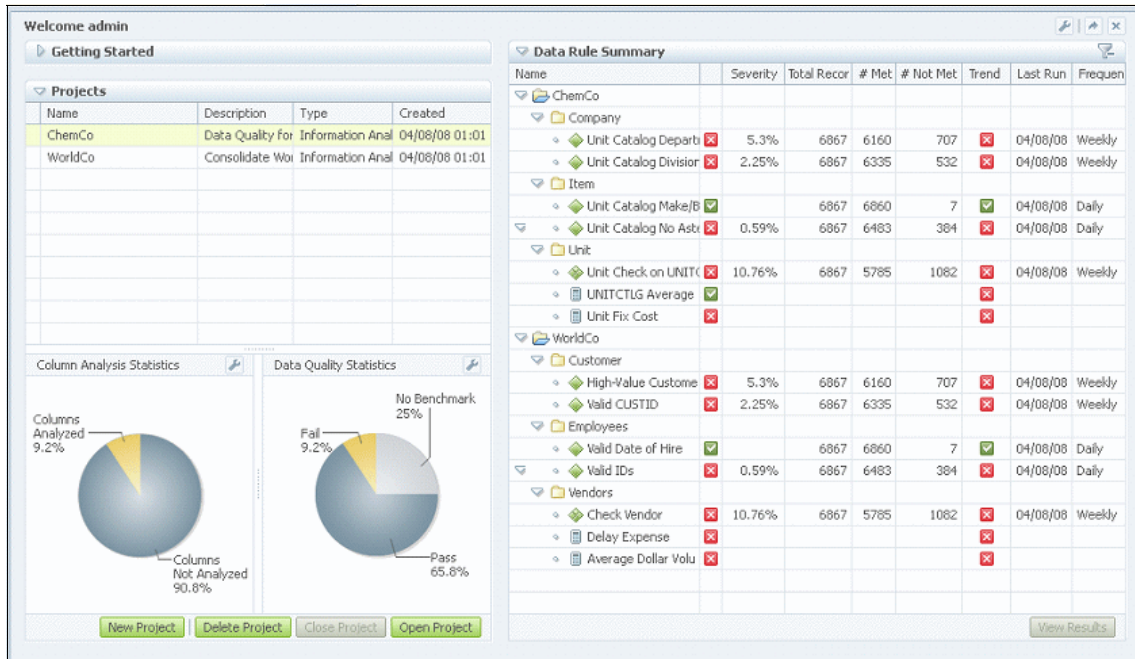 Welcome admin
Getting Started
Projects
Name Description Type Created
ChemCo Data Quality for Information Anal 04/08/08 01:01
WorldCo Consolidate Wor Information Anal 04/08/08 01:01
Column Analysis Statistics
Columns
Analyzed
9.2%
Columns
Not Analyzed
90.8%
Data Quality Statistics
No Benchmark
25%
Fail
9.2%
Pass
65.8%
New Project
Delete Project
Close Project
Open Project
Data Rule Summary
Name Severity Total Recor # Met # Not Met Trend Last Run Frequen
ChemCo
Company
Unit Catalog Departi 5.3% 6867 6160 707 04/08/08 Weekly
Unit Catalog Division 2.25% 6867 6335 532 04/08/08 Weekly
Item
Unit Catalog Make/B 6867 6860 7 04/08/08 Daily
Unit Catalog No Aste 0.59% 6867 6483 384 04/08/08 Daily
Unit
Unit Check on UNITC 10.76% 6867 5785 1082 04/08/08 Weekly
UNITCTLG Average
Unit Fix Cost
WorldCo
Customer
High-Value Custome 5.3% 6867 6160 707 04/08/08 Weekly
Valid CUSTID 2.25% 6867 6335 532 04/08/08 Weekly
Employees
Valid Date of Hire 6867 6860 7 04/08/08 Daily
Valid IDs 0.59% 6867 6483 384 04/08/08 Daily
Vendors
Check Vendor 10.76% 6867 5785 1082 04/08/08 Weekly
Delay Expense
Average Dollar Volu
View Results